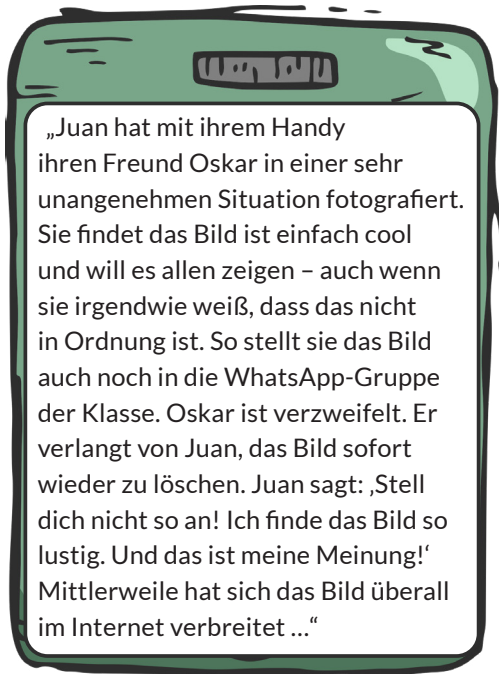 „Juan hat mit ihrem Handy
ihren Freund Oskar in einer sehr
unangenehmen Situation fotografiert.
Sie findet das Bild ist einfach cool
und will es allen zeigen – auch wenn
sie irgendwie weiß, dass das nicht
in Ordnung ist. So stellt sie das Bild
auch noch in die WhatsApp-Gruppe
der Klasse. Oskar ist verzweifelt. Er
verlangt von Juan, das Bild sofort
wieder zu löschen. Juan sagt: ‚Stell
dich nicht so an! Ich finde das Bild so
lustig. Und das ist meine Meinung!‘
Mittlerweile hat sich das Bild überall
im Internet verbreitet ...“